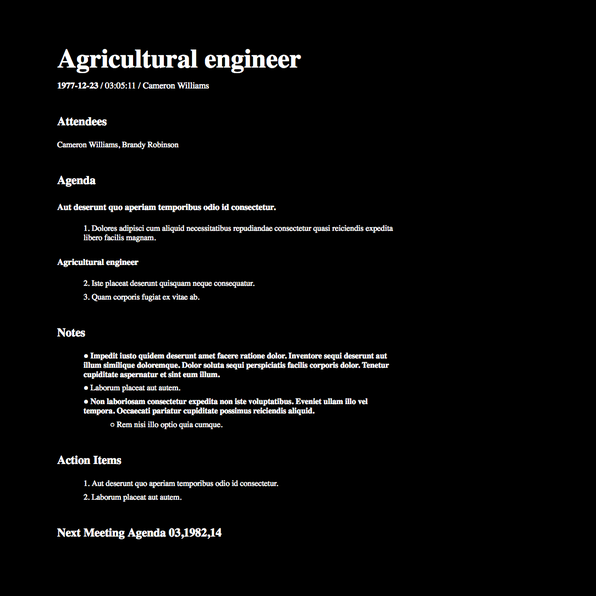 Agricultural engineer
1977-12-23 / 03:05:11 / Cameron Williams
Attendees
Cameron Williams, Brandy Robinson
Agenda
Aut deserunt quo aperiam temporibus odio id consectetur.
1. Dolores adipisci cum aliquid necessitatibus repudiandae consectetur quasi reiciendis expedita
libero facilis magnam.
Agricultural engineer
2. Iste placeat deserunt quisquam neque consequatur.
3. Quam corporis fugiat ex vitae ab.
Notes
● Impedit iusto quidem deserunt amet facere ratione dolor. Inventore sequi deserunt aut
illum similique doloremque. Dolor soluta sequi perspiciatis facilis corporis dolor. Tenetur
cupiditate aspernatur et sint eum illum.
● Laborum placeat aut autem.
● Non laboriosam consectetur expedita non iste voluptatibus. Eveniet ullam illo vel
tempora. Occaecati pariatur cupiditate possimus reiciendis aliquid.
○ Rem nisi illo optio quia cumque.
Action Items
1. Aut deserunt quo aperiam temporibus odio id consectetur.
2. Laborum placeat aut autem.
Next Meeting Agenda 03,1982,14